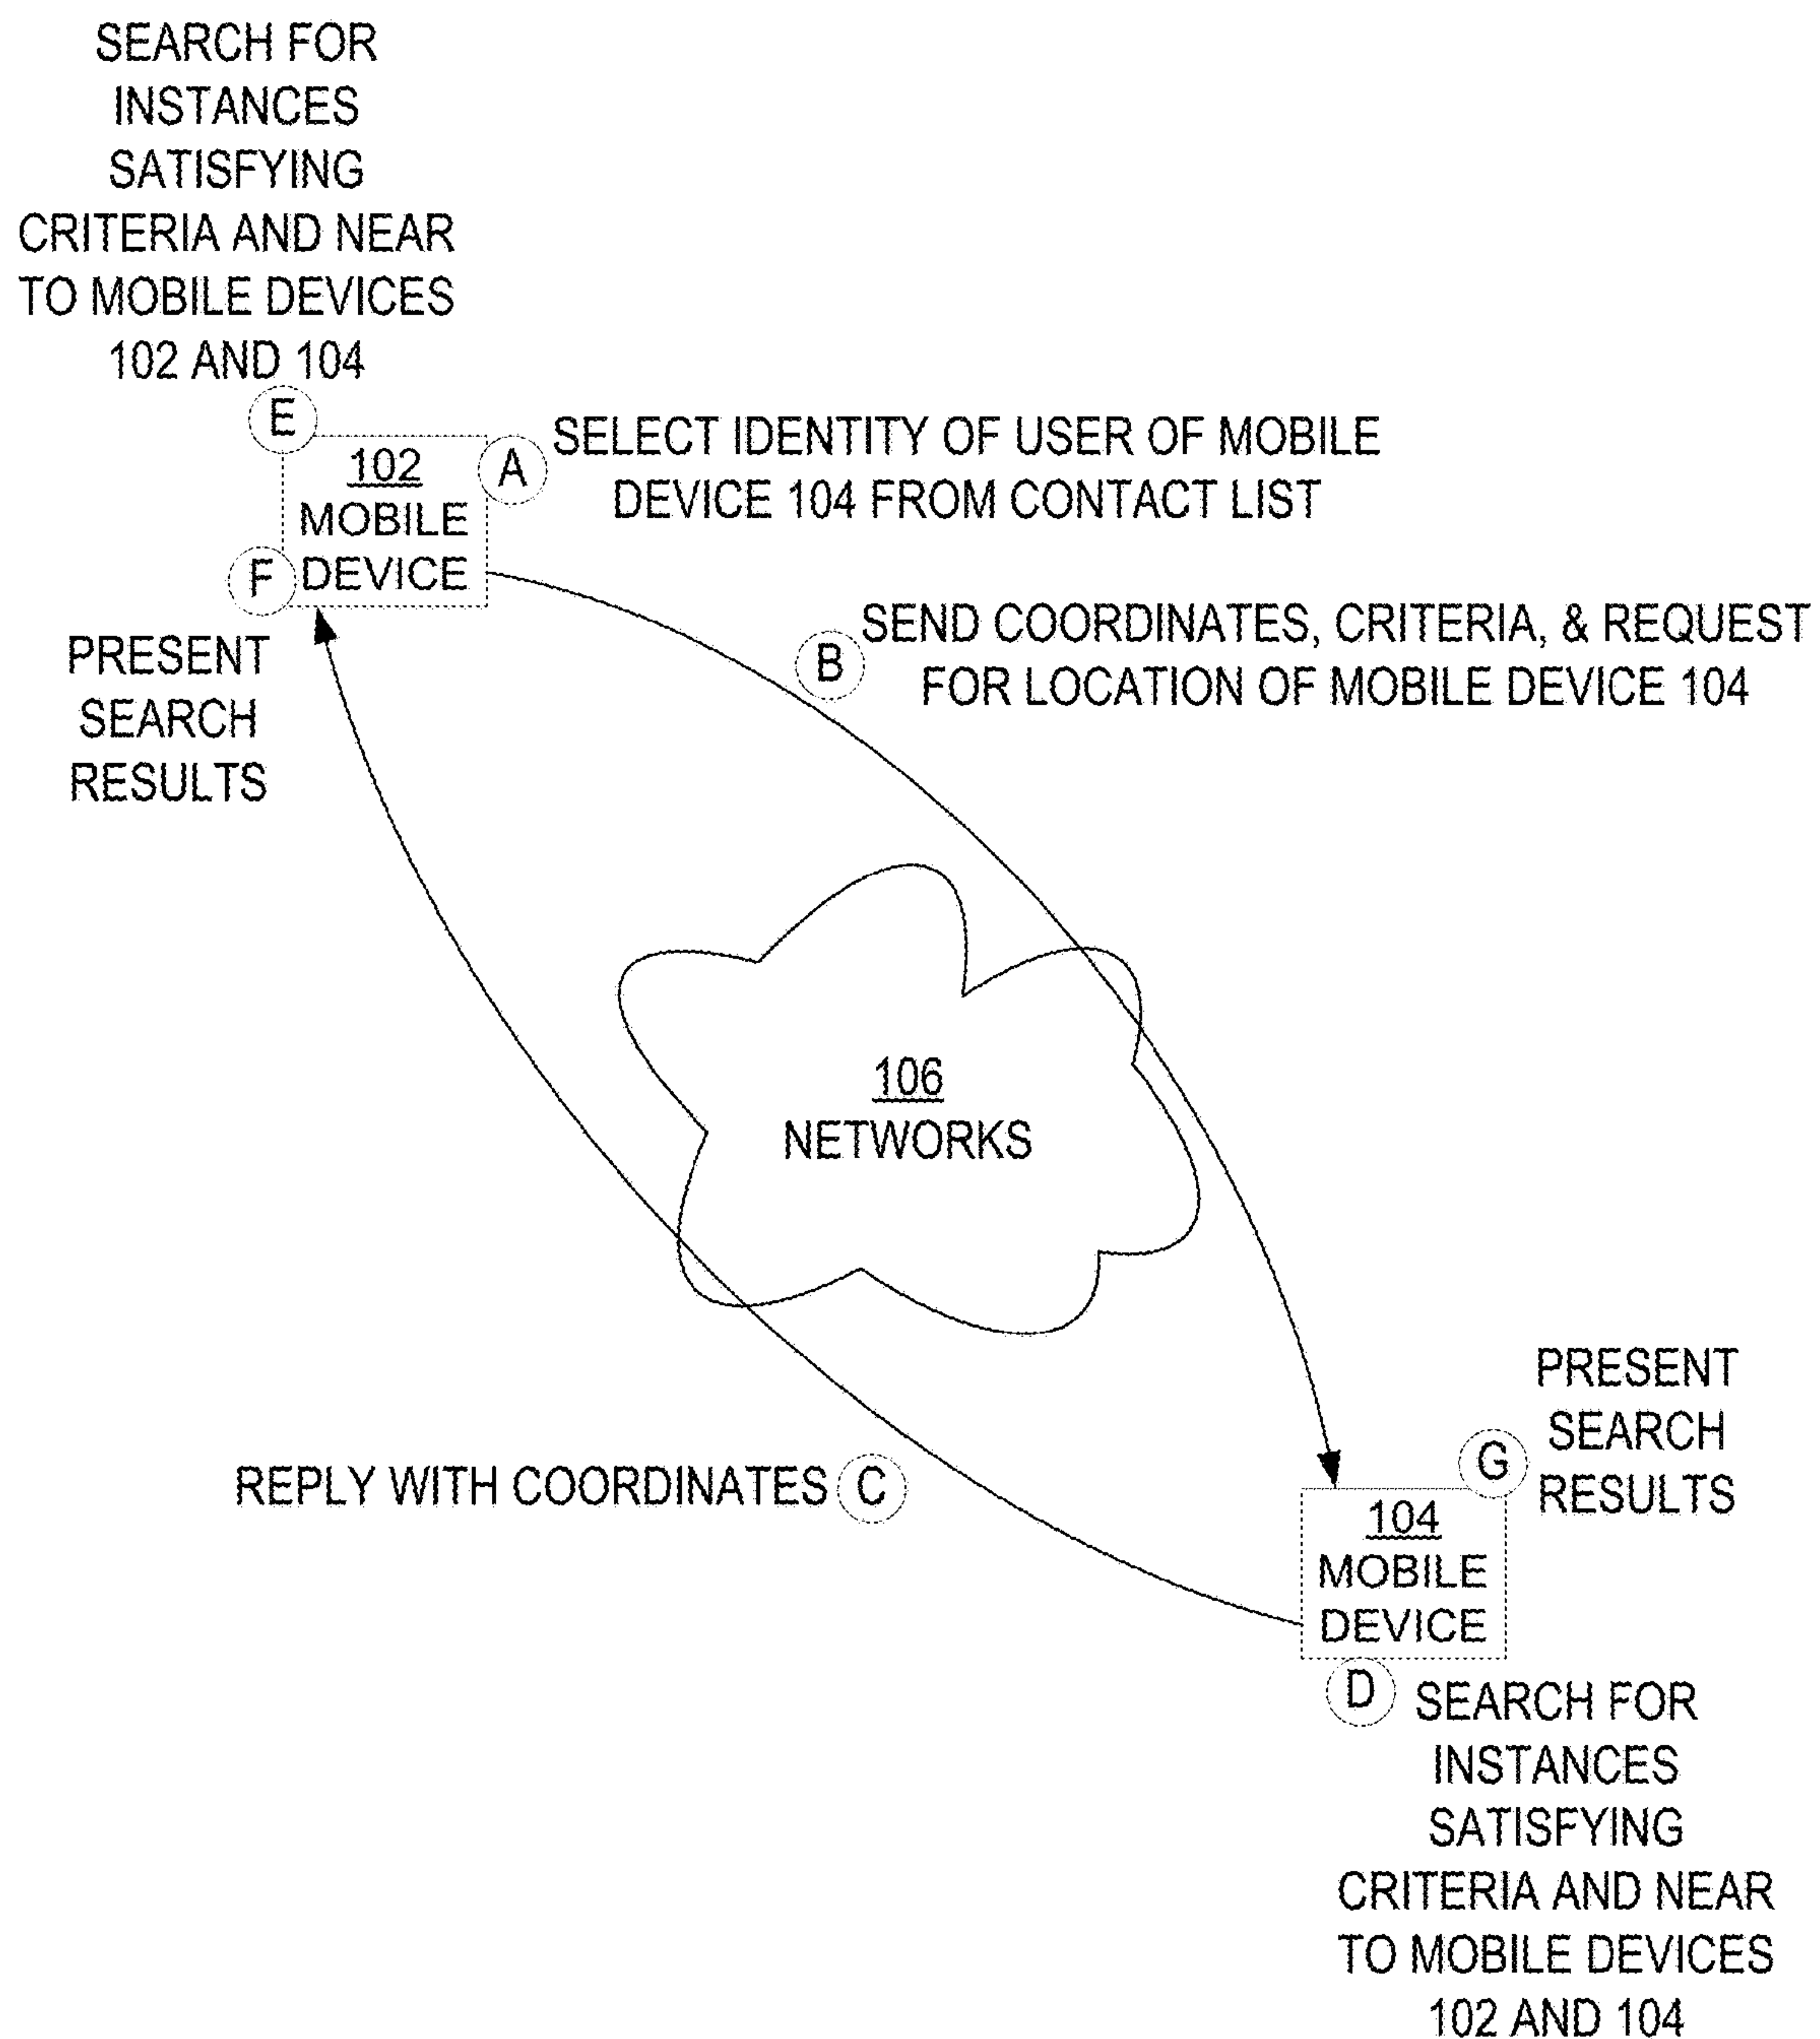 SEARCH FOR
INSTANCES
SATISFYING
CRITERIA AND NEAR
TO MOBILE DEVICES
102 AND 104
E
A
SELECT IDENTITY OF USER OF MOBILE
DEVICE 104 FROM CONTACT LIST
102
MOBILE
DEVICE
F
PRESENT
SEARCH
RESULTS
B
SEND COORDINATES, CRITERIA, & REQUEST
FOR LOCATION OF MOBILE DEVICE 104
106
NETWORKS
REPLY WITH COORDINATES C
G
PRESENT
SEARCH
RESULTS
104
MOBILE
DEVICE
D
SEARCH FOR
INSTANCES
SATISFYING
CRITERIA AND NEAR
TO MOBILE DEVICES
102 AND 104